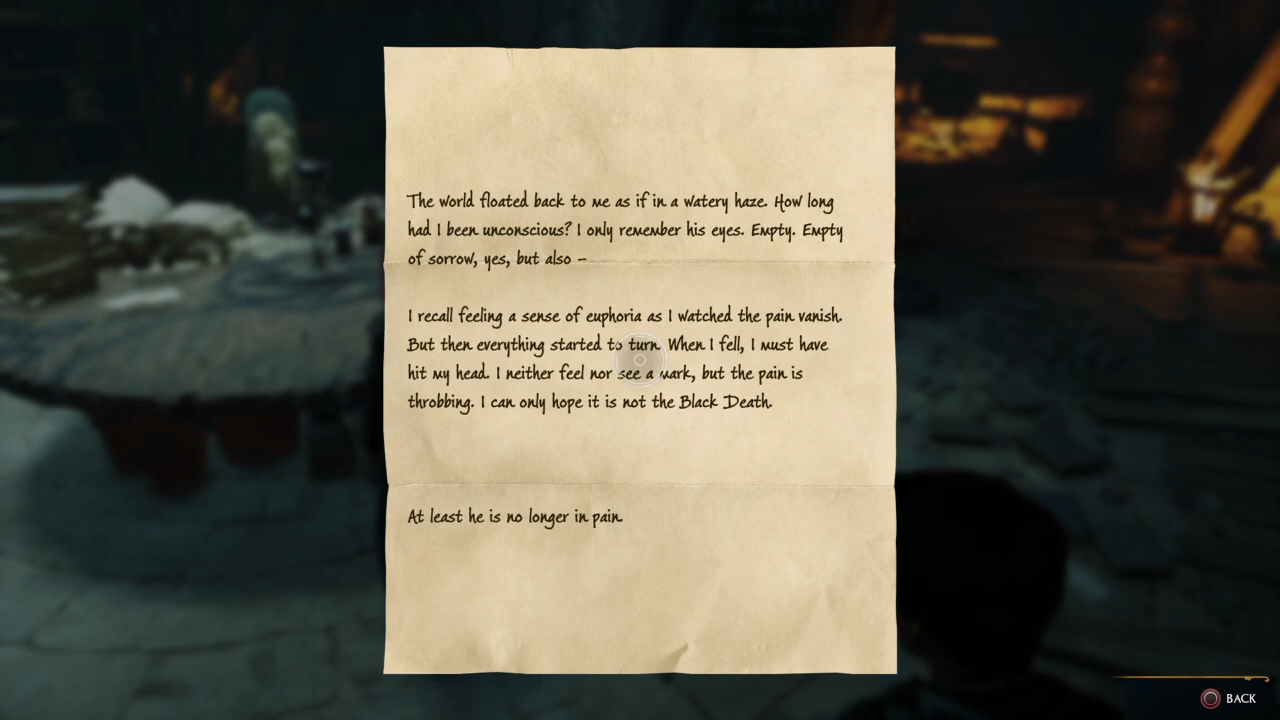 The world floated back to me as if in a watery haze. How long
had I been unconscious? I only remember his eyes. Empty. Empty
of sorrow, yes, but also –
I recall feeling a sense of euphoria as I watched the pain vanish.
But then everything started to turn. When I fell, I must have
hit my head. I neither feel nor see a mark, but the pain is
throbbing. I can only hope it is not the Black Death.
At least he is no longer in pain.
BACK